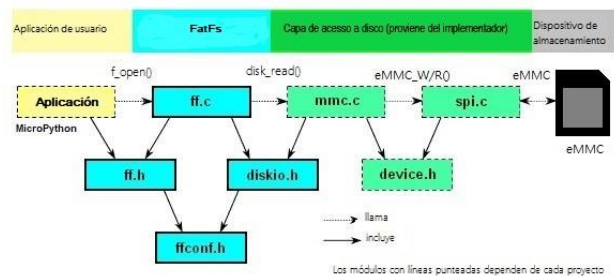 Aplicación de usuario
FatFs
Capa de acesso a disco (proviene del implementador)
Dispositivo de
almacenamiento
f_open()
disk_read()
eMMC_W/R()
eMMC
Aplicación
ff.c
mmc.c
spi.c
MicroPython
eMMC
ff.h
diskio.h
device.h
llama
incluye
ffconf.h
Los módulos con líneas punteadas dependen de cada proyecto